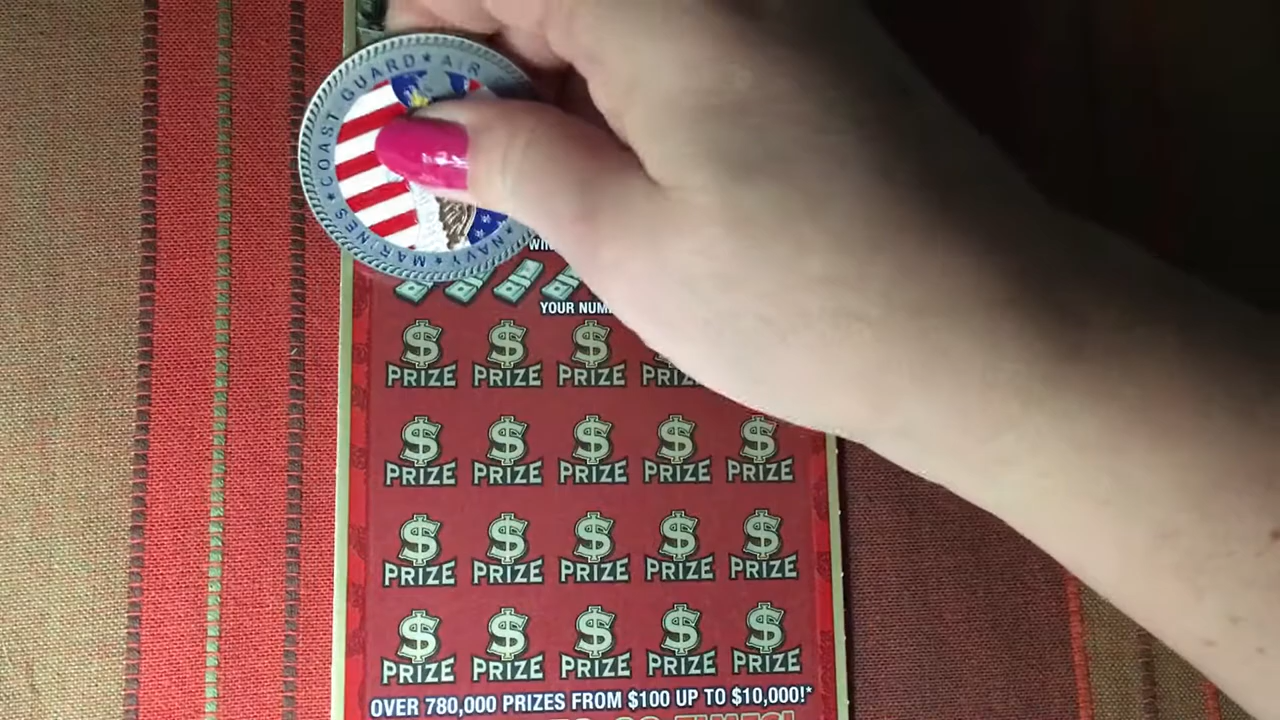 COAST GUARD★AIR
NAVY★MARINES★
YOUR
PRIZE PRIZE PRIZE
PRIZE PRIZE PRIZE PRIZE PRIZE
PRIZE PRIZE PRIZE PRIZE PRIZE
PRIZE PRIZE PRIZE PRIZE PRIZE
OVER 780,000 PRIZES FROM $100 UP TO $10,000!*